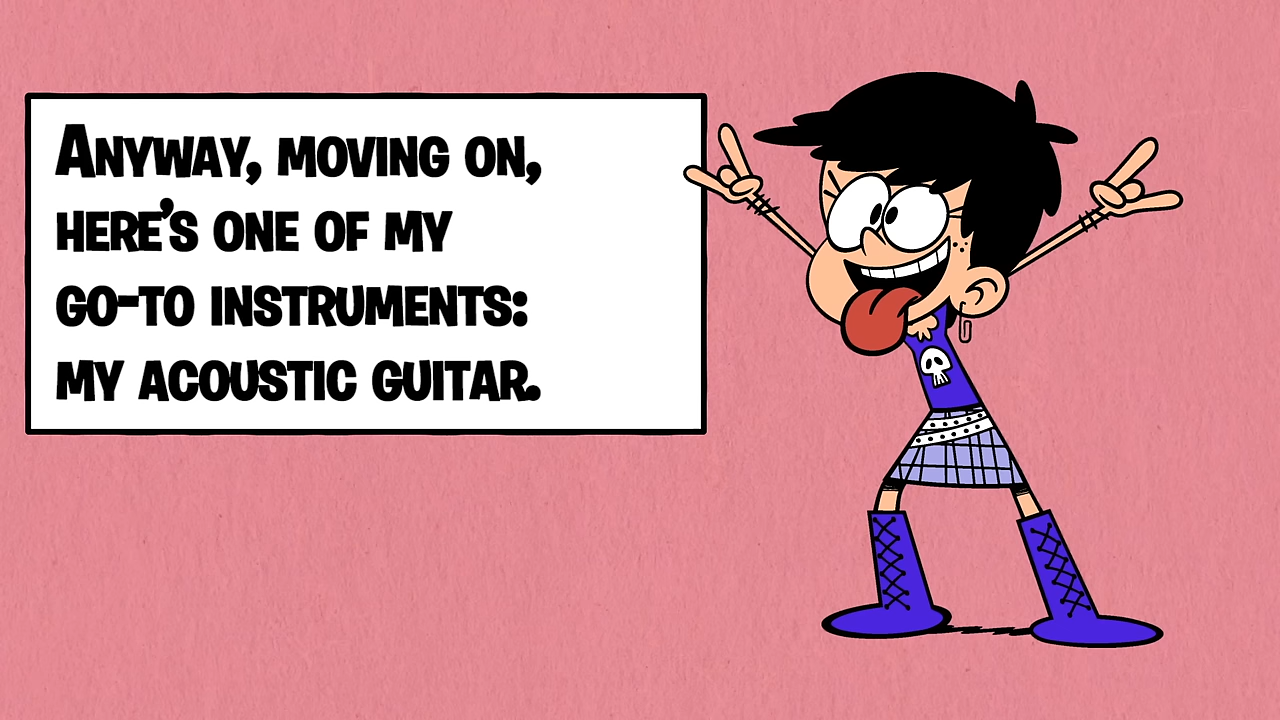 Anyway, moving on,
here's one of my
go-to instruments:
my acoustic guitar.